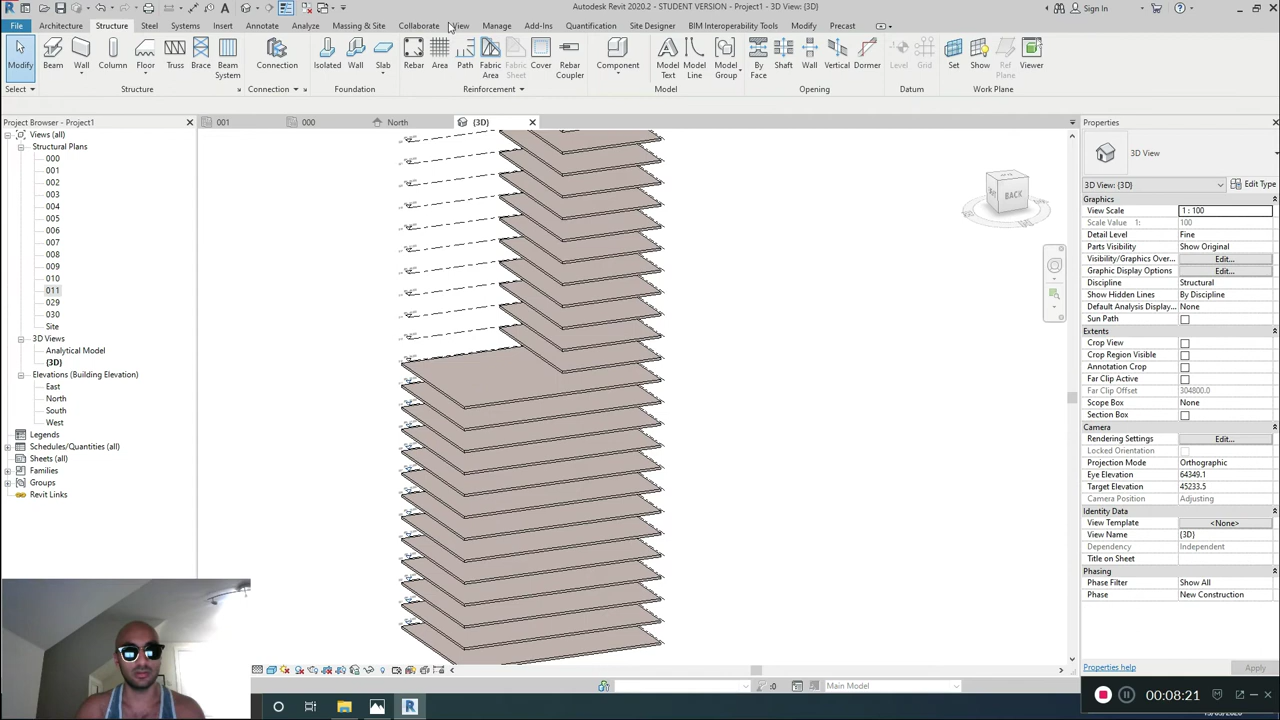 Autodesk Revit 2020.2 - STUDENT VERSION - Project1 - 3D View: {3D}
Sign In
File Architecture Structure Steel Systems Insert Annotate Analyze Massing & Site Collaborate View Manage Add-Ins Quantification Site Designer BIM Interoperability Tools Modify Precast
Modify Beam Wall Column Floor Truss Brace Beam System Connection Isolated Wall Slab Rebar Area Path Fabric Area Fabric Sheet Cover Rebar Coupler Component Model Text Model Line Model Group By Face Shaft Wall Vertical Dormer Level Grid Set Show Ref Plane Viewer
Select Structure Connection Foundation Reinforcement Model Opening Datum Work Plane
Project Browser - Project1
001 000 North {3D}
Properties
Views (all)
Structural Plans
000
001
002
003
004
005
006
007
008
009
010
011
029
030
Site
3D Views
Analytical Model
{3D}
Elevations (Building Elevation)
East
North
South
West
Legends
Schedules/Quantities (all)
Sheets (all)
Families
Groups
Revit Links
BACK
3D View
3D View: {3D} Edit Type
Graphics
View Scale 1 : 100
Scale Value 1: 100
Detail Level Fine
Parts Visibility Show Original
Visibility/Graphics Over... Edit...
Graphic Display Options Edit...
Discipline Structural
Show Hidden Lines By Discipline
Default Analysis Display... None
Sun Path
Extents
Crop View
Crop Region Visible
Annotation Crop
Far Clip Active
Far Clip Offset 304800.0
Scope Box None
Section Box
Camera
Rendering Settings Edit...
Locked Orientation
Projection Mode Orthographic
Eye Elevation 64349.1
Target Elevation 45233.5
Camera Position Adjusting
Identity Data
View Template <None>
View Name {3D}
Dependency Independent
Title on Sheet
Phasing
Phase Filter Show All
Phase New Construction
Properties help Apply
:0 Main Model
00:08:21